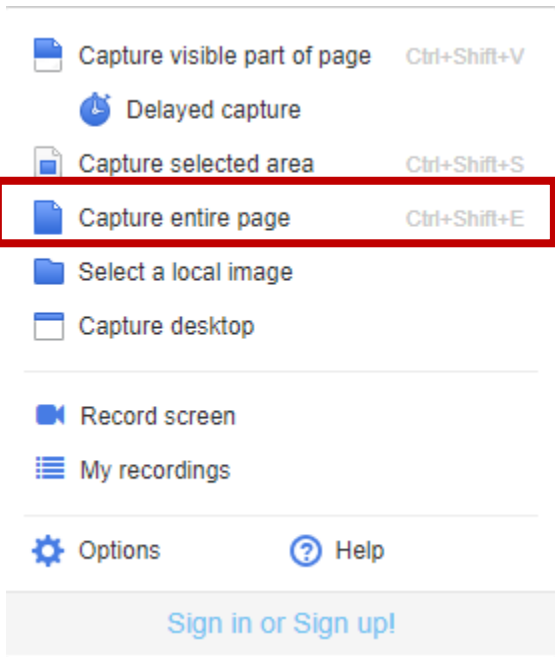 Capture visible part of page Ctrl+Shift+V
Delayed capture
Capture selected area Ctrl+Shift+S
Capture entire page Ctrl+Shift+E
Select a local image
Capture desktop
Record screen
My recordings
Options Help
Sign in or Sign up!